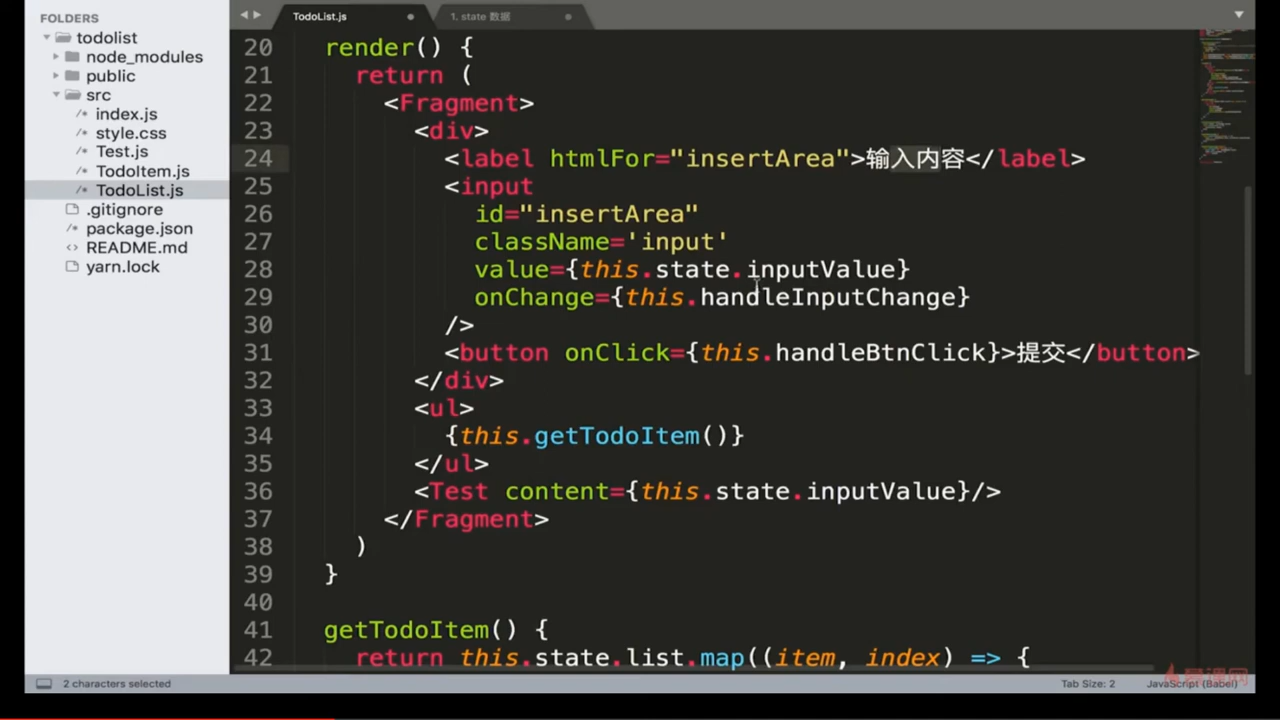 FOLDERS
todolist
node_modules
public
src
index.js
style.css
Test.js
TodoItem.js
TodoList.js
.gitignore
package.json
README.md
yarn.lock
TodoList.js
1. state 数据
20 render() {
21 return (
22 <Fragment>
23 <div>
24 <label htmlFor="insertArea">输入内容</label>
25 <input
26 id="insertArea"
27 className='input'
28 value={this.state.inputValue}
29 onChange={this.handleInputChange}
30 />
31 <button onClick={this.handleBtnClick}>提交</button>
32 </div>
33 <ul>
34 {this.getTodoItem()}
35 </ul>
36 <Test content={this.state.inputValue}/>
37 </Fragment>
38 )
39 }
40
41 getTodoItem() {
42 return this.state.list.map((item, index) => {
2 characters selected
Tab Size: 2
JavaScript (Babel)
慕课网